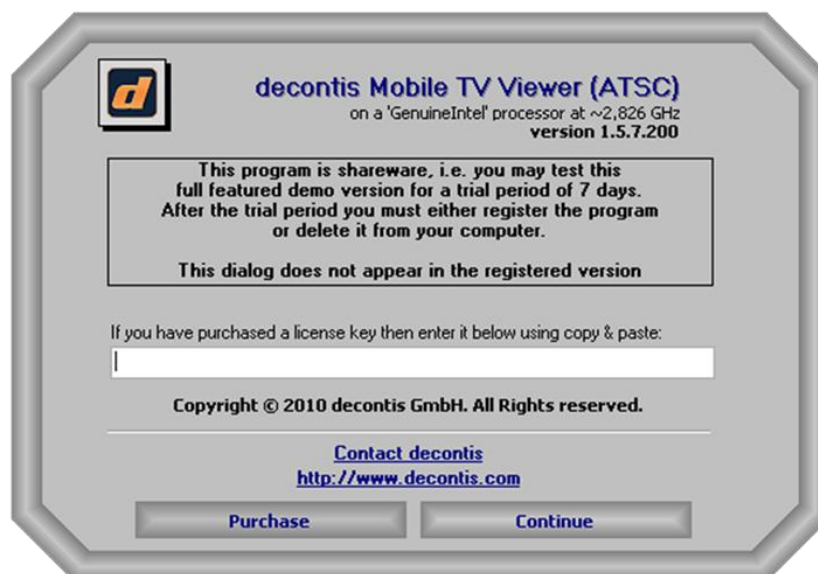 d
decontis Mobile TV Viewer (ATSC)
on a 'GenuineIntel' processor at ~2,826 GHz
version 1.5.7.200
This program is shareware, i.e. you may test this
full featured demo version for a trial period of 7 days.
After the trial period you must either register the program
or delete it from your computer.
This dialog does not appear in the registered version
If you have purchased a license key then enter it below using copy & paste:
Copyright © 2010 decontis GmbH. All Rights reserved.
Contact decontis
http://www.decontis.com
Purchase
Continue